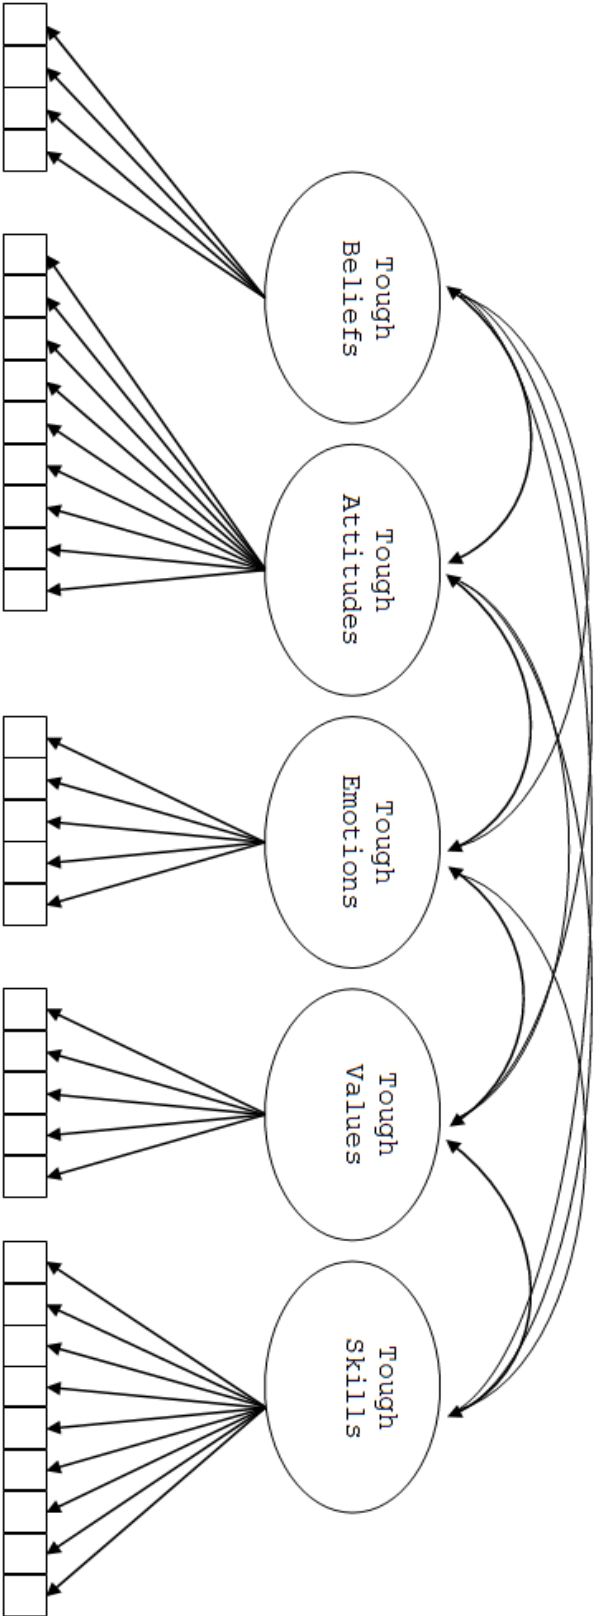 Tough
Beliefs
Tough
Attitudes
Tough
Emotions
Tough
Values
Tough
Skills